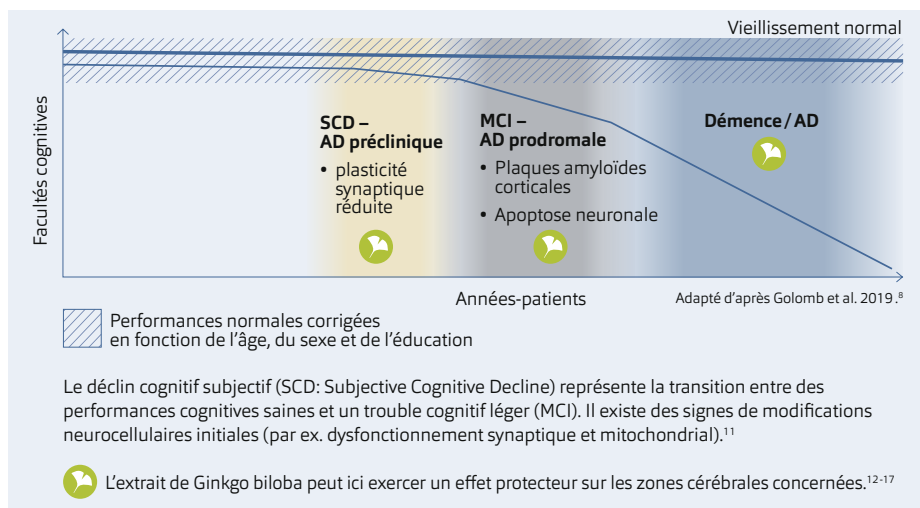 Vieillissement normal
Facultés cognitives
SCD –
AD préclinique
• plasticité
synaptique
réduite
MCI –
AD prodromale
• Plaques amyloïdes
corticales
• Apoptose neuronale
Démence / AD
Années-patients
Adapté d’après Golomb et al. 2019 .⁸
Performances normales corrigées
en fonction de l’âge, du sexe et de l’éducation
Le déclin cognitif subjectif (SCD: Subjective Cognitive Decline) représente la transition entre des
performances cognitives saines et un trouble cognitif léger (MCI). Il existe des signes de modifications
neurocellulaires initiales (par ex. dysfonctionnement synaptique et mitochondrial).¹¹
L’extrait de Ginkgo biloba peut ici exercer un effet protecteur sur les zones cérébrales concernées.¹²⁻¹⁷